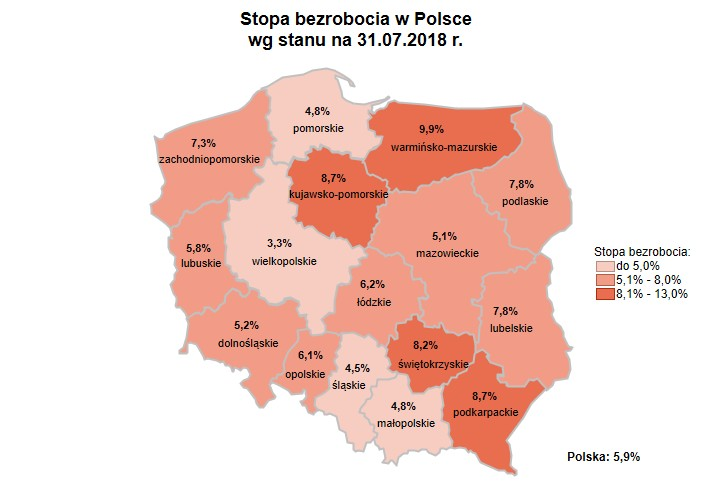 Stopa bezrobocia w Polsce
wg stanu na 31.07.2018 r.
4,8%
pomorskie
9,9%
warmińsko-mazurskie
7,3%
zachodniopomorskie
8,7%
kujawsko-pomorskie
7,8%
podlaskie
5,8%
lubuskie
3,3%
wielkopolskie
5,1%
mazowieckie
Stopa bezrobocia:
do 5,0%
5,1% - 8,0%
8,1% - 13,0%
6,2%
łódzkie
7,8%
lubelskie
5,2%
dolnośląskie
6,1%
opolskie
4,5%
śląskie
8,2%
świętokrzyskie
4,8%
małopolskie
8,7%
podkarpackie
Polska: 5,9%